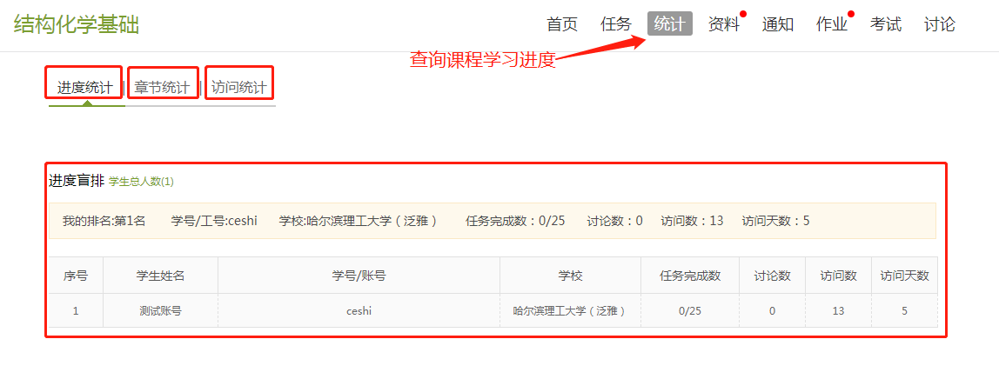 结构化学基础
首页 任务 统计 资料 通知 作业 考试 讨论
查询课程学习进度
进度统计 | 章节统计 | 访问统计
进度盲排 学生总人数(1)
我的排名:第1名 学号/工号:ceshi 学校:哈尔滨理工大学（泛雅） 任务完成数：0/25 讨论数：0 访问数：13 访问天数：5
序号 学生姓名 学号/账号 学校 任务完成数 讨论数 访问数 访问天数
1 测试账号 ceshi 哈尔滨理工大学（泛雅） 0/25 0 13 5